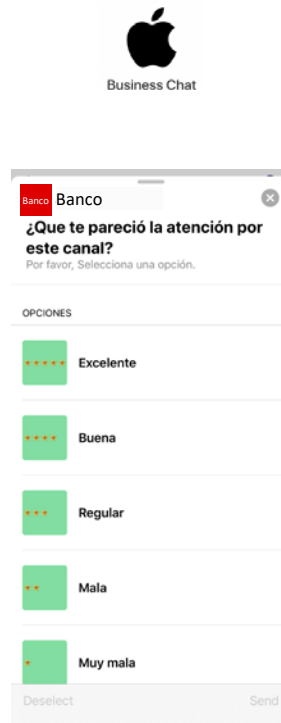 Business Chat
Banco Banco
¿Que te pareció la atención por
este canal?
Por favor, Selecciona una opción.
OPCIONES
Excelente
Buena
Regular
Mala
Muy mala
Deselect Send